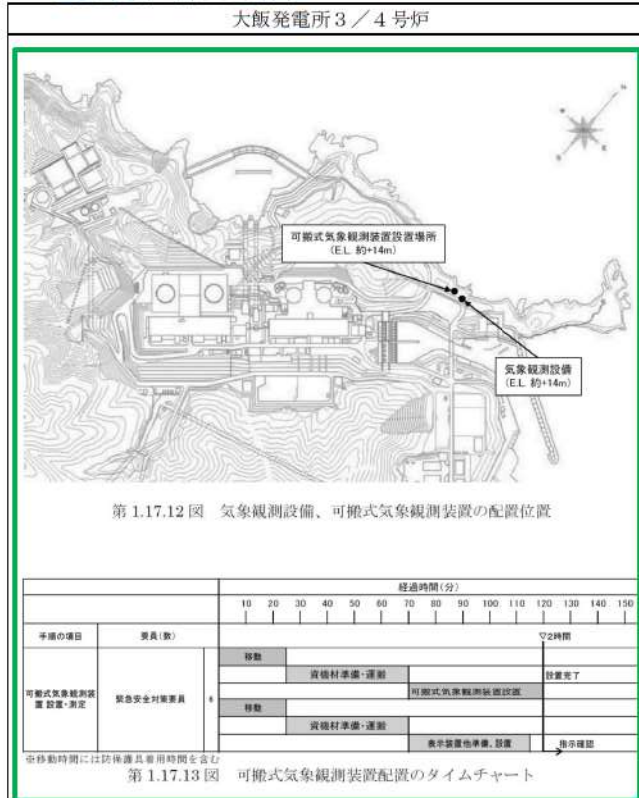 大飯発電所3／4号炉
可搬式気象観測装置設置場所
(E.L. 約+14m)
気象観測設備
(E.L. 約+14m)
第 1.17.12 図　気象観測設備、可搬式気象観測装置の配置位置
経過時間(分)
10 20 30 40 50 60 70 80 90 100 110 120 130 140 150
手順の項目 要員(数) ▽2時間
移動
資機材準備・運搬 設置完了
可搬式気象観測装置設置
可搬式気象観測装置 設置・測定 緊急安全対策要員 6
移動
資機材準備・運搬
表示装置他準備、設置 指示確認
※移動時間には防保護具着用時間を含む
第 1.17.13 図　可搬式気象観測装置配置のタイムチャート